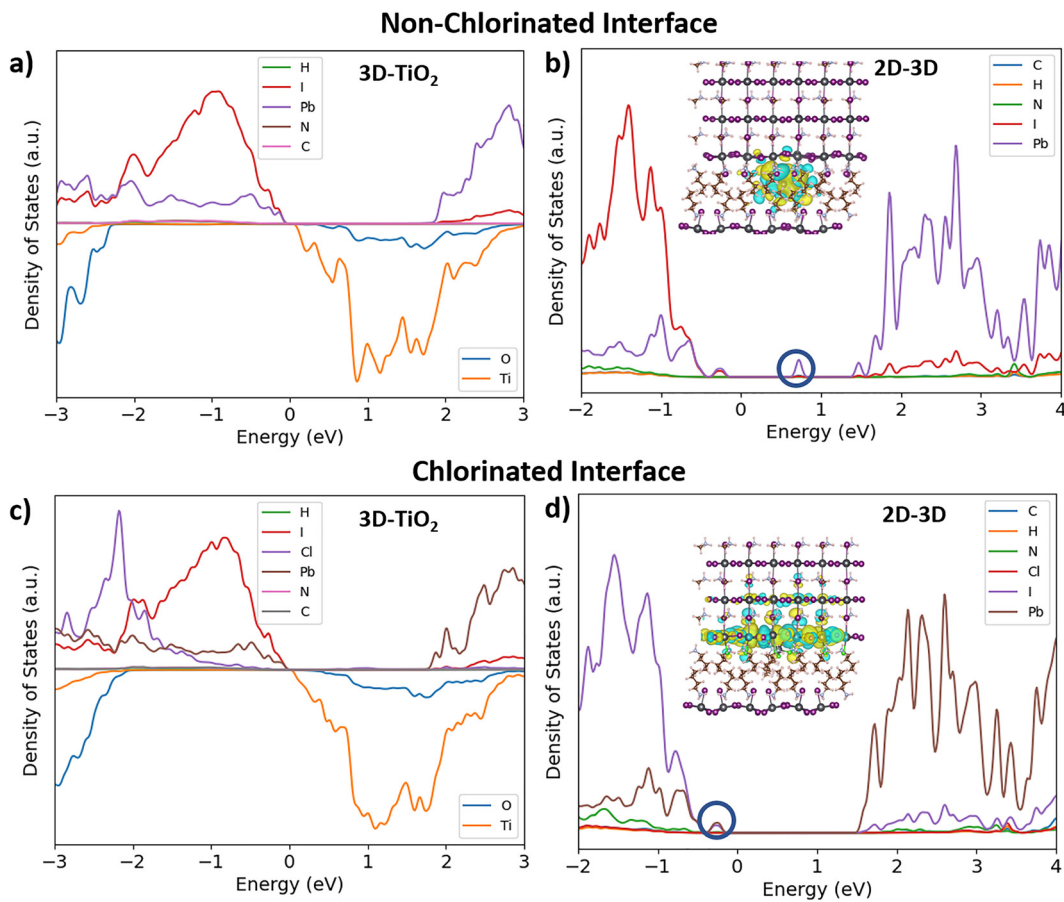 Non-Chlorinated Interface
a)
3D-TiO2
H
I
Pb
N
C
O
Ti
Density of States (a.u.)
−3 −2 −1 0 1 2 3
Energy (eV)
b)
2D-3D
C
H
N
I
Pb
Density of States (a.u.)
−2 −1 0 1 2 3 4
Energy (eV)
Chlorinated Interface
c)
3D-TiO2
H
I
Cl
Pb
N
C
O
Ti
Density of States (a.u.)
−3 −2 −1 0 1 2 3
Energy (eV)
d)
2D-3D
C
H
N
Cl
I
Pb
Density of States (a.u.)
−2 −1 0 1 2 3 4
Energy (eV)